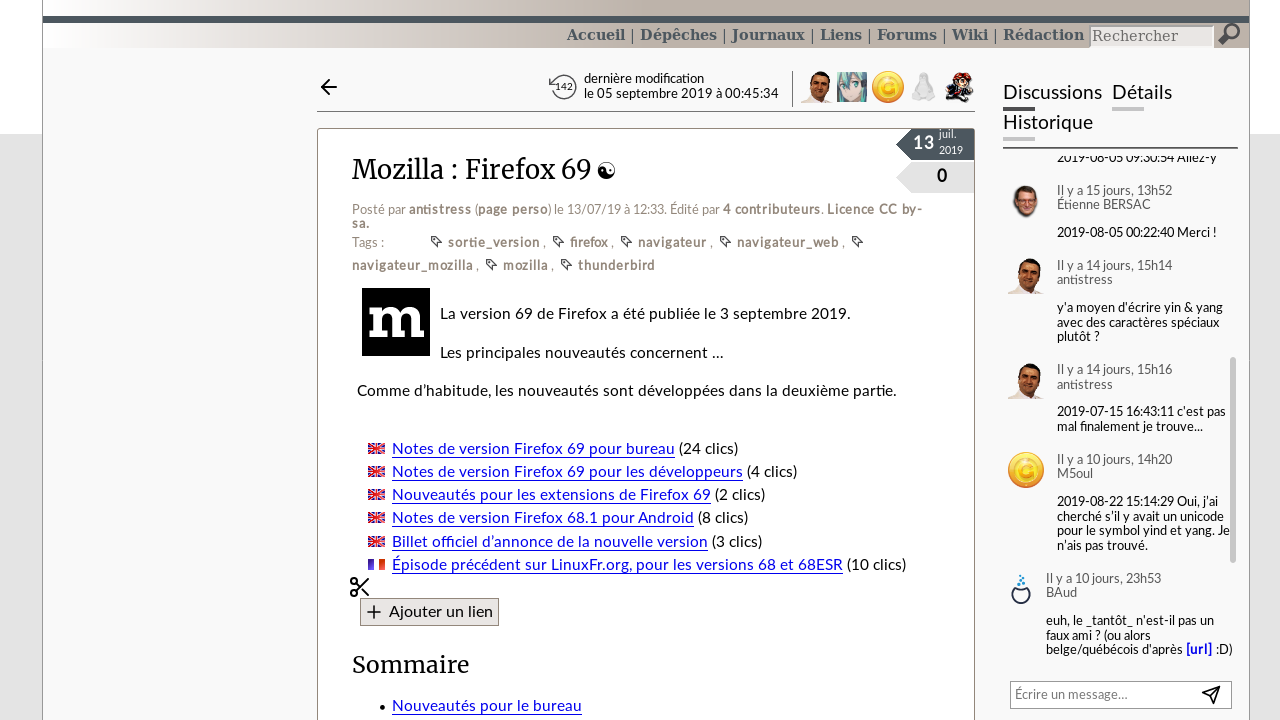 Accueil | Dépêches | Journaux | Liens | Forums | Wiki | Rédaction Rechercher
142 dernière modification
le 05 septembre 2019 à 00:45:34
13 juil.
2019
0
Mozilla : Firefox 69 ☯
Posté par antistress (page perso) le 13/07/19 à 12:33. Édité par 4 contributeurs. Licence CC by-
sa.
Tags : sortie_version , firefox , navigateur , navigateur_web ,
navigateur_mozilla , mozilla , thunderbird
m
La version 69 de Firefox a été publiée le 3 septembre 2019.
Les principales nouveautés concernent …
Comme d’habitude, les nouveautés sont développées dans la deuxième partie.
Notes de version Firefox 69 pour bureau (24 clics)
Notes de version Firefox 69 pour les développeurs (4 clics)
Nouveautés pour les extensions de Firefox 69 (2 clics)
Notes de version Firefox 68.1 pour Android (8 clics)
Billet officiel d’annonce de la nouvelle version (3 clics)
Épisode précédent sur LinuxFr.org, pour les versions 68 et 68ESR (10 clics)
Ajouter un lien
Sommaire
• Nouveautés pour le bureau
Discussions Détails
Historique
2019-08-05 09:30:54 Allez-y
Il y a 15 jours, 13h52
Étienne BERSAC
2019-08-05 00:22:40 Merci !
Il y a 14 jours, 15h14
antistress
y'a moyen d'écrire yin & yang
avec des caractères spéciaux
plutôt ?
Il y a 14 jours, 15h16
antistress
2019-07-15 16:43:11 c'est pas
mal finalement je trouve...
Il y a 10 jours, 14h20
M5oul
2019-08-22 15:14:29 Oui, j'ai
cherché s'il y avait un unicode
pour le symbol yind et yang. Je
n'ais pas trouvé.
Il y a 10 jours, 23h53
BAud
euh, le _tantôt_ n'est-il pas un
faux ami ? (ou alors
belge/québécois d'après [url] :D)
Écrire un message…